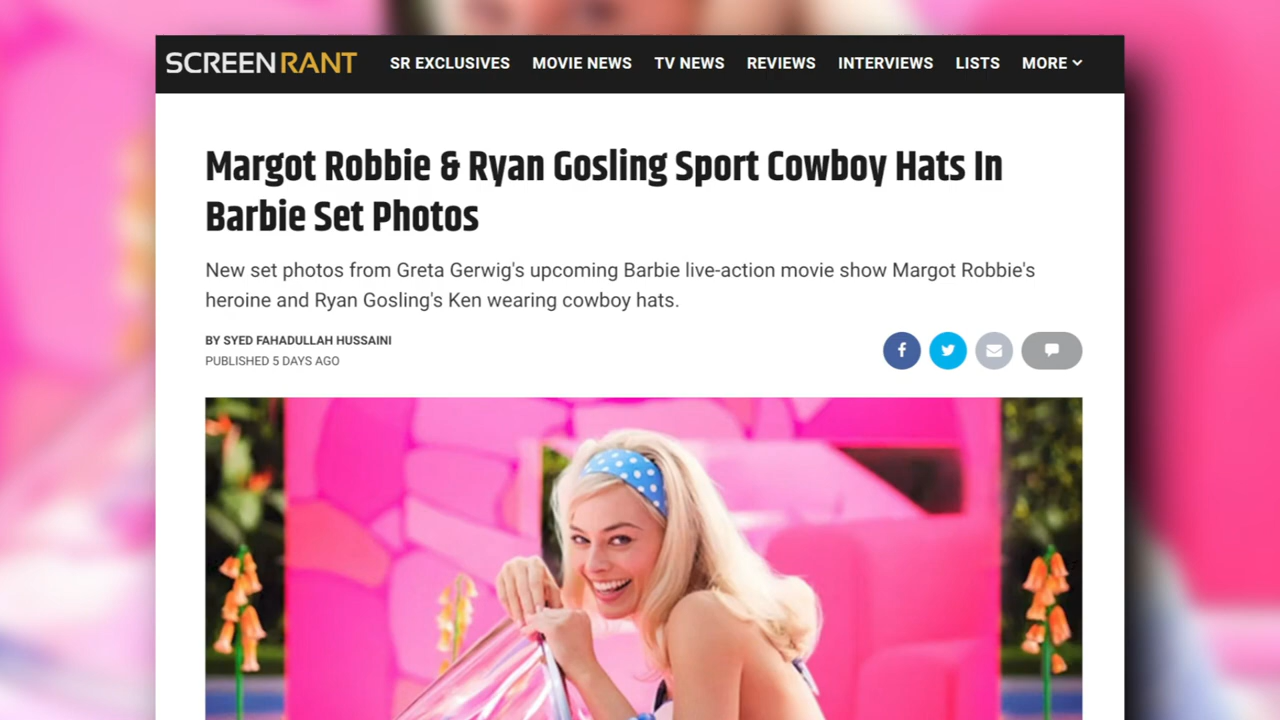 SCREENRANT SR EXCLUSIVES MOVIE NEWS TV NEWS REVIEWS INTERVIEWS LISTS MORE
Margot Robbie & Ryan Gosling Sport Cowboy Hats In
Barbie Set Photos
New set photos from Greta Gerwig's upcoming Barbie live-action movie show Margot Robbie's
heroine and Ryan Gosling's Ken wearing cowboy hats.
BY SYED FAHADULLAH HUSSAINI
PUBLISHED 5 DAYS AGO